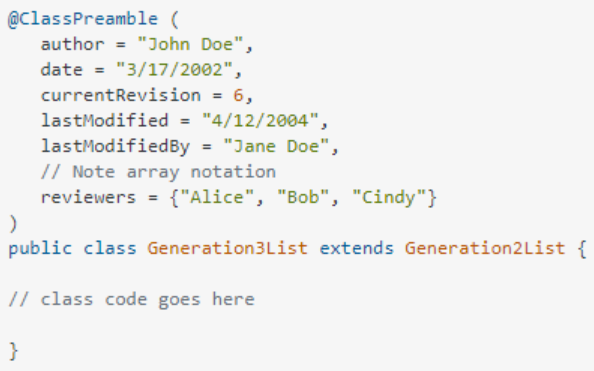 @ClassPreamble (
   author = "John Doe",
   date = "3/17/2002",
   currentRevision = 6,
   lastModified = "4/12/2004",
   lastModifiedBy = "Jane Doe",
   // Note array notation
   reviewers = {"Alice", "Bob", "Cindy"}
)
public class Generation3List extends Generation2List {
// class code goes here
}